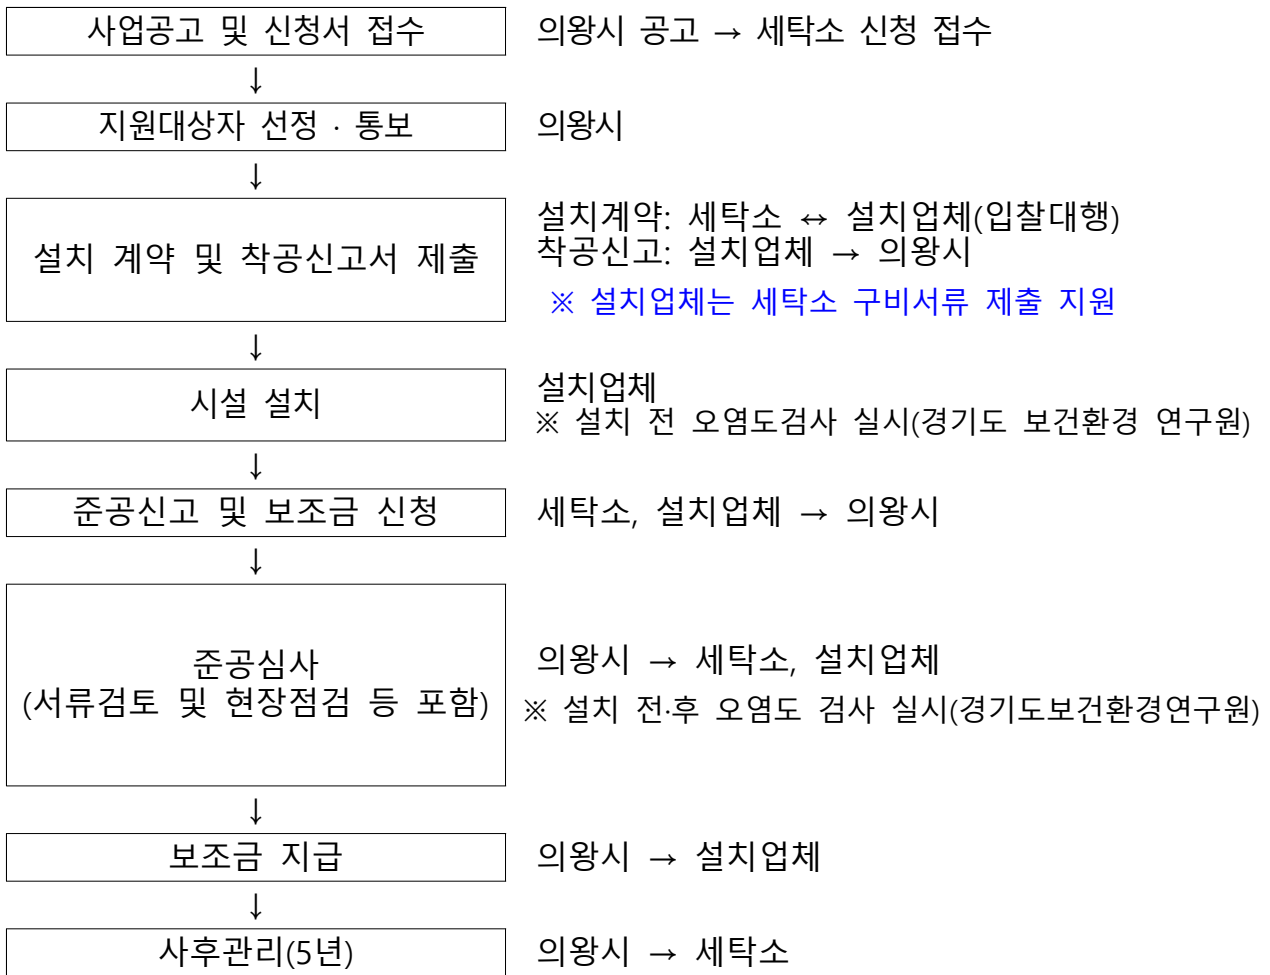 사업공고 및 신청서 접수
의왕시 공고 → 세탁소 신청 접수
↓
지원대상자 선정 · 통보
의왕시
↓
설치 계약 및 착공신고서 제출
설치계약: 세탁소 ↔ 설치업체(입찰대행)
착공신고: 설치업체 → 의왕시
※ 설치업체는 세탁소 구비서류 제출 지원
↓
시설 설치
설치업체
※ 설치 전 오염도검사 실시(경기도 보건환경 연구원)
↓
준공신고 및 보조금 신청
세탁소, 설치업체 → 의왕시
↓
준공심사
(서류검토 및 현장점검 등 포함)
의왕시 → 세탁소, 설치업체
※ 설치 전·후 오염도 검사 실시(경기도보건환경연구원)
↓
보조금 지급
의왕시 → 설치업체
↓
사후관리(5년)
의왕시 → 세탁소